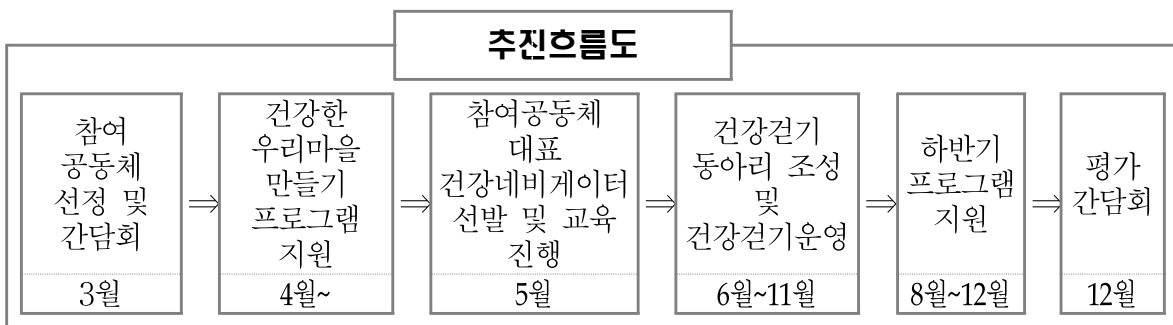 추진흐름도
참여
공동체
선정 및
간담회
3월
⇒
건강한
우리마을
만들기
프로그램
지원
4월~
⇒
참여공동체
대표
건강네비게이터
선발 및 교육
진행
5월
⇒
건강걷기
동아리 조성
및
건강걷기운영
6월~11월
⇒
하반기
프로그램
지원
8월~12월
⇒
평가
간담회
12월